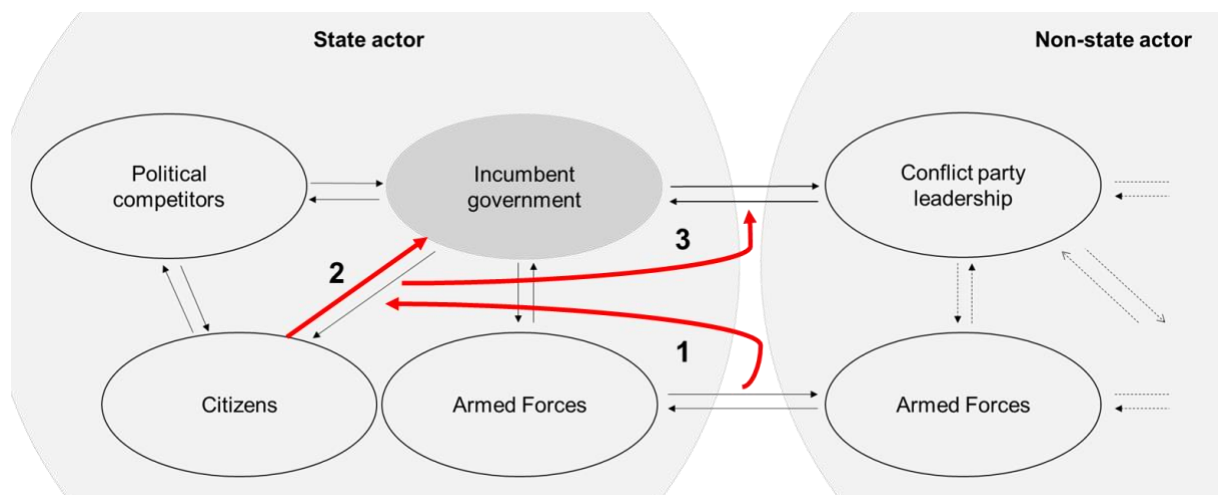 State actor
Non-state actor
Political
competitors
Incumbent
government
Conflict party
leadership
2
3
1
Citizens
Armed Forces
Armed Forces